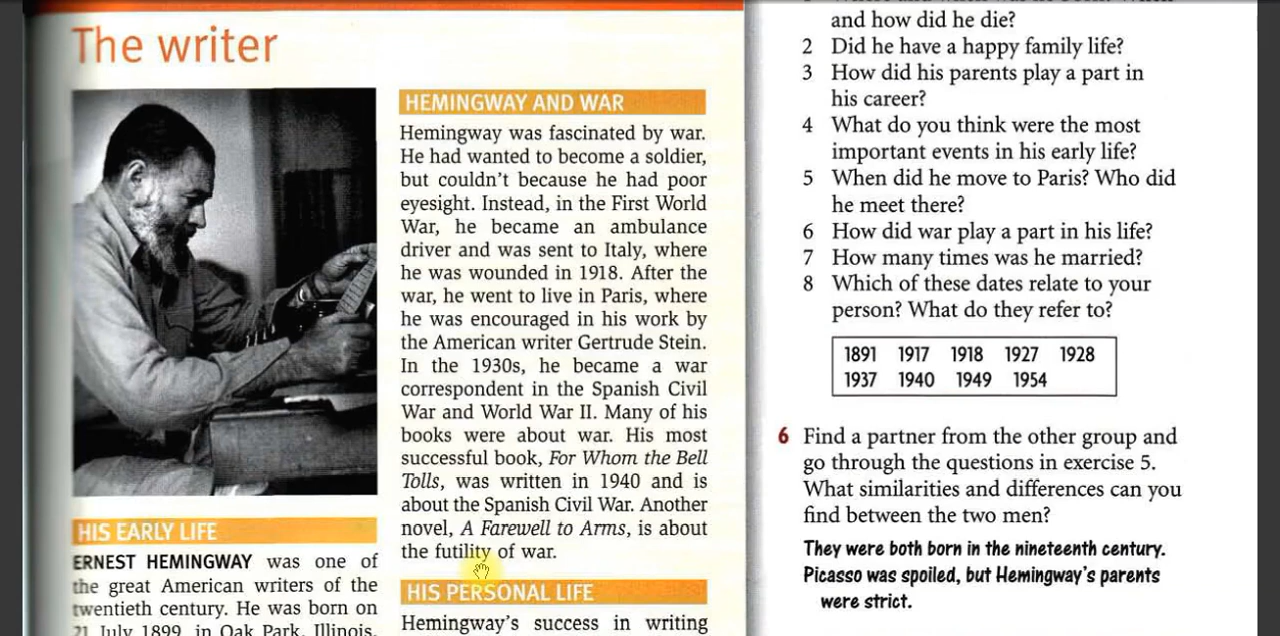 The writer
HIS EARLY LIFE
ERNEST HEMINGWAY was one of
the great American writers of the
twentieth century. He was born on
21 July 1899, in Oak Park, Illinois,
HEMINGWAY AND WAR
Hemingway was fascinated by war.
He had wanted to become a soldier,
but couldn't because he had poor
eyesight. Instead, in the First World
War, he became an ambulance
driver and was sent to Italy, where
he was wounded in 1918. After the
war, he went to live in Paris, where
he was encouraged in his work by
the American writer Gertrude Stein.
In the 1930s, he became a war
correspondent in the Spanish Civil
War and World War II. Many of his
books were about war. His most
successful book, For Whom the Bell
Tolls, was written in 1940 and is
about the Spanish Civil War. Another
novel, A Farewell to Arms, is about
the futility of war.
HIS PERSONAL LIFE
Hemingway's success in writing
and how did he die?
2 Did he have a happy family life?
3 How did his parents play a part in
his career?
4 What do you think were the most
important events in his early life?
5 When did he move to Paris? Who did
he meet there?
6 How did war play a part in his life?
7 How many times was he married?
8 Which of these dates relate to your
person? What do they refer to?
1891 1917 1918 1927 1928
1937 1940 1949 1954
6 Find a partner from the other group and
go through the questions in exercise 5.
What similarities and differences can you
find between the two men?
They were both born in the nineteenth century.
Picasso was spoiled, but Hemingway's parents
were strict.